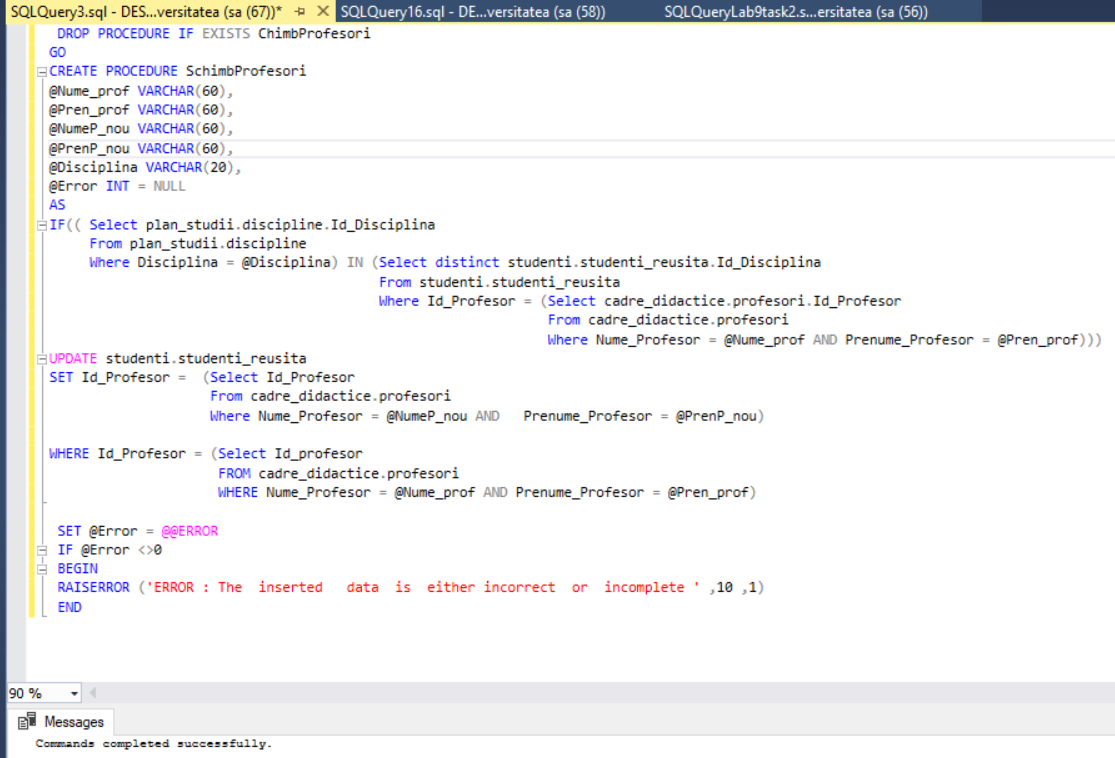 SQLQuery3.sql - DES...versitatea (sa (67))* SQLQuery16.sql - DE...versitatea (sa (58)) SQLQueryLab9task2.s...ersitatea (sa (56))
DROP PROCEDURE IF EXISTS ChimbProfesori
GO
CREATE PROCEDURE SchimbProfesori
@Nume_prof VARCHAR(60),
@Pren_prof VARCHAR(60),
@NumeP_nou VARCHAR(60),
@PrenP_nou VARCHAR(60),
@Disciplina VARCHAR(20),
@Error INT = NULL
AS
IF(( Select plan_studii.discipline.Id_Disciplina
From plan_studii.discipline
Where Disciplina = @Disciplina) IN (Select distinct studenti.studenti_reusita.Id_Disciplina
From studenti.studenti_reusita
Where Id_Profesor = (Select cadre_didactice.profesori.Id_Profesor
From cadre_didactice.profesori
Where Nume_Profesor = @Nume_prof AND Prenume_Profesor = @Pren_prof)))
UPDATE studenti.studenti_reusita
SET Id_Profesor = (Select Id_Profesor
From cadre_didactice.profesori
Where Nume_Profesor = @NumeP_nou AND Prenume_Profesor = @PrenP_nou)
WHERE Id_Profesor = (Select Id_profesor
FROM cadre_didactice.profesori
WHERE Nume_Profesor = @Nume_prof AND Prenume_Profesor = @Pren_prof)
SET @Error = @@ERROR
IF @Error <>0
BEGIN
RAISERROR ('ERROR : The inserted data is either incorrect or incomplete ' ,10 ,1)
END
90 %
Messages
Commands completed successfully.